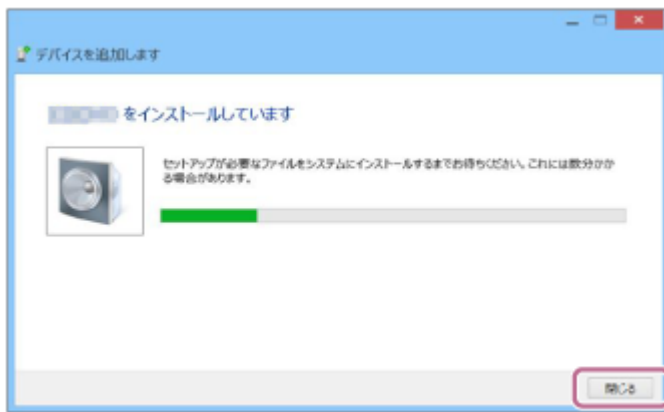 デバイスを追加します
をインストールしています
セットアップが必要なファイルをシステムにインストールするまでお待ちください。これには数分かか
る場合があります。
閉じる